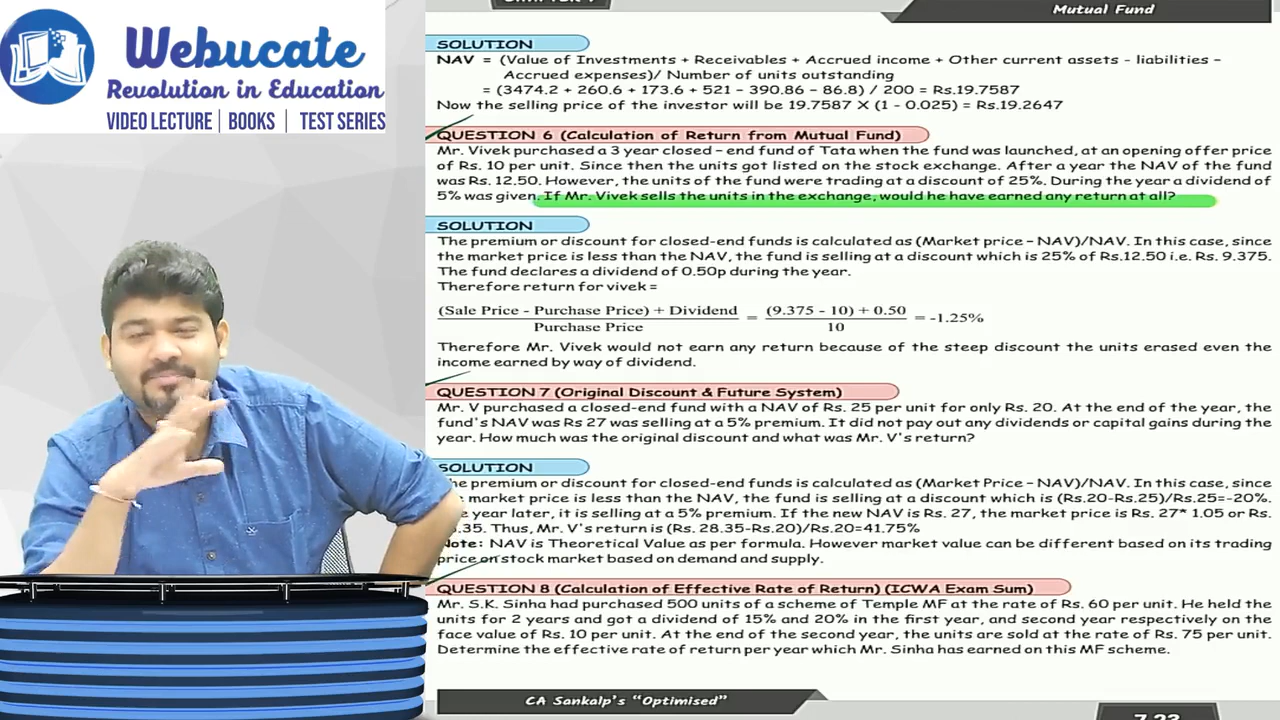 Webucate
Revolution in Education
VIDEO LECTURE | BOOKS | TEST SERIES
Mutual Fund
SOLUTION
NAV = (Value of Investments + Receivables + Accrued income + Other current assets - liabilities -
Accrued expenses)/ Number of units outstanding
= (3474.2 + 260.6 + 173.6 + 521 - 390.86 - 86.8) / 200 = Rs.19.7587
Now the selling price of the investor will be 19.7587 X (1 - 0.025) = Rs.19.2647
QUESTION 6 (Calculation of Return from Mutual Fund)
Mr. Vivek purchased a 3 year closed - end fund of Tata when the fund was launched, at an opening offer price
of Rs. 10 per unit. Since then the units got listed on the stock exchange. After a year the NAV of the fund
was Rs. 12.50. However, the units of the fund were trading at a discount of 25%. During the year a dividend of
5% was given. If Mr. Vivek sells the units in the exchange, would he have earned any return at all?
SOLUTION
The premium or discount for closed-end funds is calculated as (Market price - NAV)/NAV. In this case, since
the market price is less than the NAV, the fund is selling at a discount which is 25% of Rs.12.50 i.e. Rs. 9.375.
The fund declares a dividend of 0.50p during the year.
Therefore return for vivek =
(Sale Price - Purchase Price) + Dividend / Purchase Price = (9.375 - 10) + 0.50 / 10 = -1.25%
Therefore Mr. Vivek would not earn any return because of the steep discount the units erased even the
income earned by way of dividend.
QUESTION 7 (Original Discount & Future System)
Mr. V purchased a closed-end fund with a NAV of Rs. 25 per unit for only Rs. 20. At the end of the year, the
fund's NAV was Rs 27 was selling at a 5% premium. It did not pay out any dividends or capital gains during the
year. How much was the original discount and what was Mr. V's return?
SOLUTION
he premium or discount for closed-end funds is calculated as (Market Price - NAV)/NAV. In this case, since
market price is less than the NAV, the fund is selling at a discount which is (Rs.20-Rs.25)/Rs.25=-20%.
year later, it is selling at a 5% premium. If the new NAV is Rs. 27, the market price is Rs. 27* 1.05 or Rs.
.35. Thus, Mr. V's return is (Rs. 28.35-Rs.20)/Rs.20=41.75%
ote: NAV is Theoretical Value as per formula. However market value can be different based on its trading
price on stock market based on demand and supply.
QUESTION 8 (Calculation of Effective Rate of Return) (ICWA Exam Sum)
Mr. S.K. Sinha had purchased 500 units of a scheme of Temple MF at the rate of Rs. 60 per unit. He held the
units for 2 years and got a dividend of 15% and 20% in the first year, and second year respectively on the
face value of Rs. 10 per unit. At the end of the second year, the units are sold at the rate of Rs. 75 per unit.
Determine the effective rate of return per year which Mr. Sinha has earned on this MF scheme.
CA Sankalp's "Optimised"